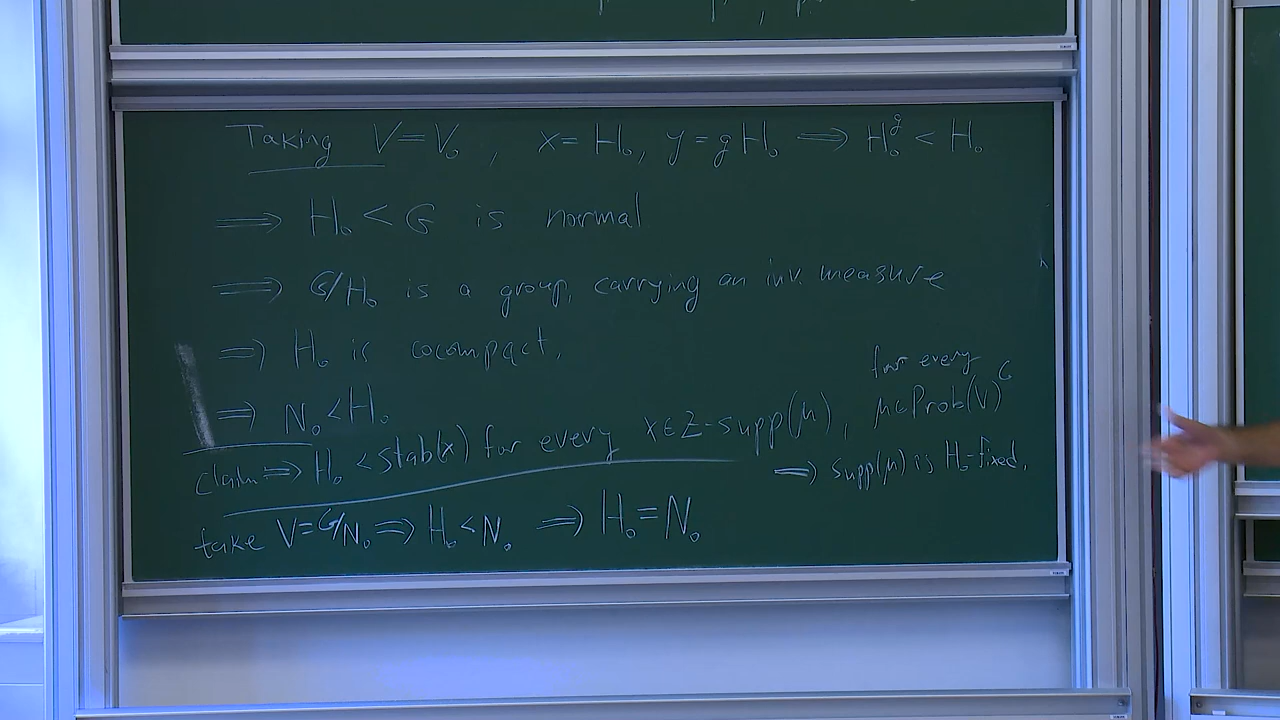 Taking V=V₀, x=H₀, y=gH₀ ⟹ H₀ᵍ < H₀
⟹ H₀ < G is normal
⟹ G/H₀ is a group, carrying an inv. measure
⟹ H₀ is cocompact,
⟹ N₀ < H₀
claim ⟹ H₀ < stab(x) for every x∈Z-supp(μ), for every μ∈Prob(V)ᴳ
⟹ supp(μ) is H₀-fixed.
take V=G/N₀ ⟹ H₀ < N₀ ⟹ H₀=N₀